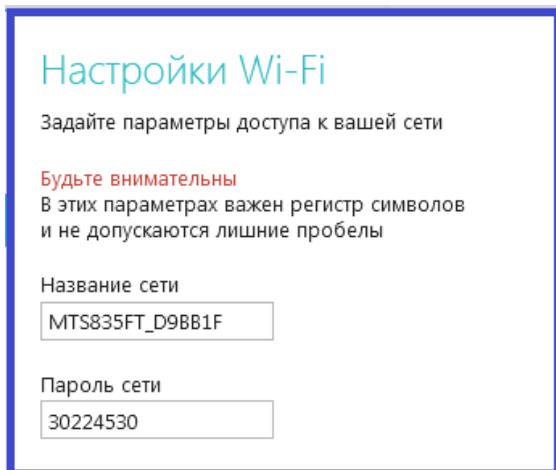 Настройки Wi-Fi
Задайте параметры доступа к вашей сети
Будьте внимательны
В этих параметрах важен регистр символов
и не допускаются лишние пробелы
Название сети
MTS835FT_D9BB1F
Пароль сети
30224530